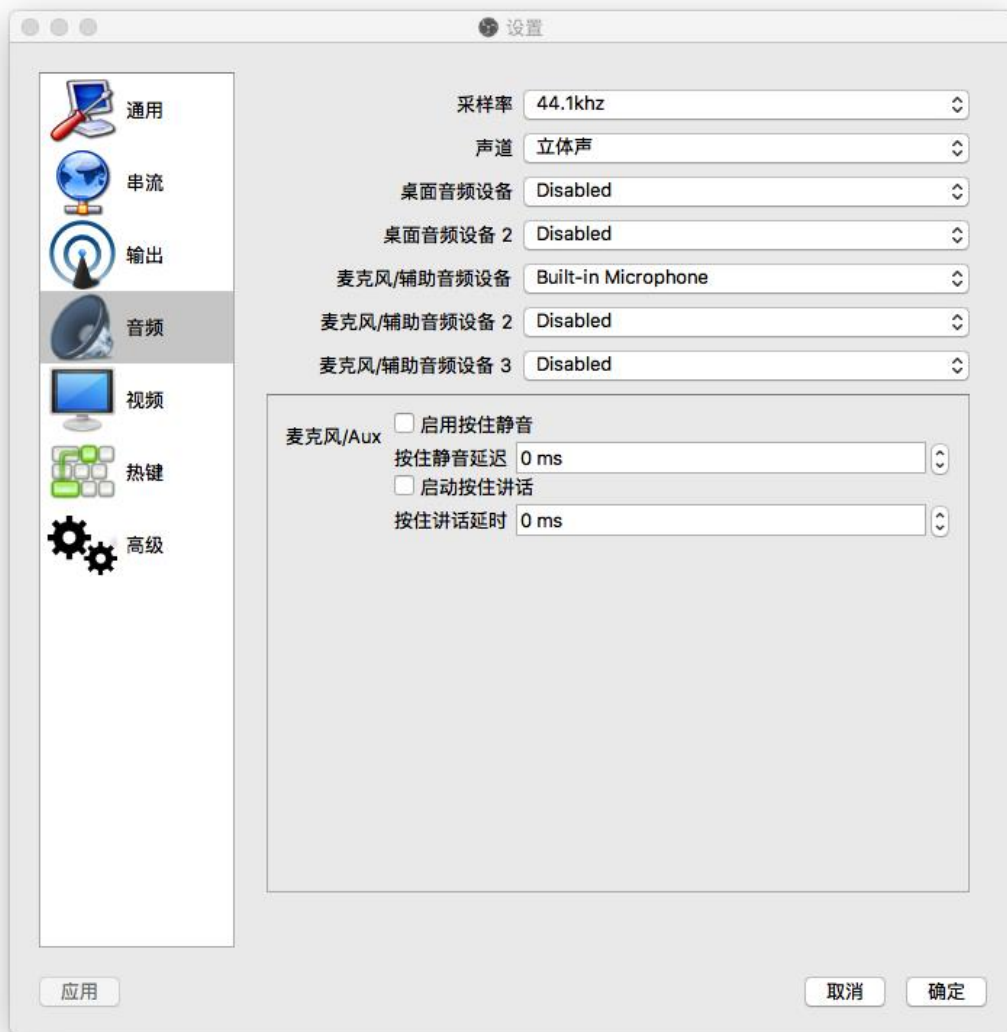 设置
通用
串流
输出
音频
视频
热键
高级
采样率 44.1khz
声道 立体声
桌面音频设备 Disabled
桌面音频设备 2 Disabled
麦克风/辅助音频设备 Built-in Microphone
麦克风/辅助音频设备 2 Disabled
麦克风/辅助音频设备 3 Disabled
麦克风/Aux
启用按住静音
按住静音延迟 0 ms
启动按住讲话
按住讲话延时 0 ms
应用 取消 确定